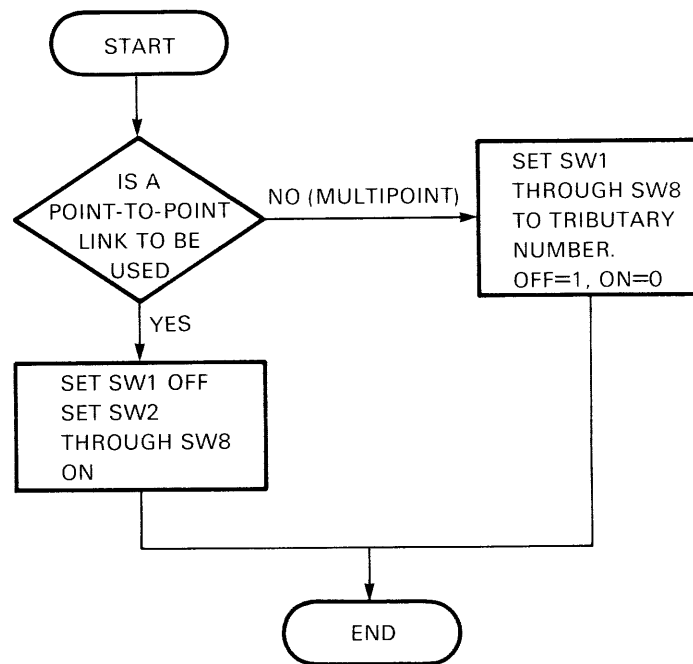 START
IS A
POINT-TO-POINT
LINK TO BE
USED
NO (MULTIPOINT)
SET SW1
THROUGH SW8
TO TRIBUTARY
NUMBER.
OFF=1, ON=0
YES
SET SW1 OFF
SET SW2
THROUGH SW8
ON
END